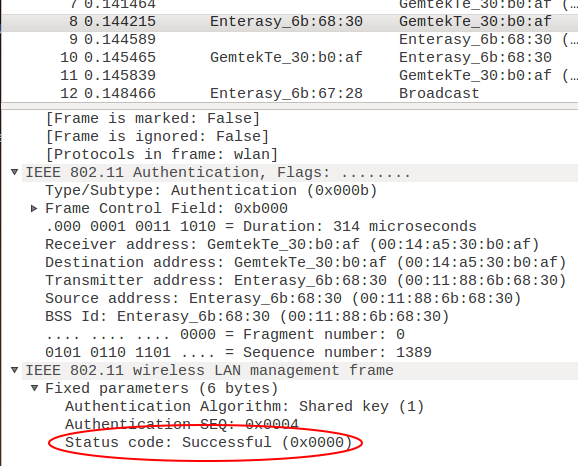 7 0.141464 GemtekTe_30:b0:af (…
8 0.144215 Enterasy_6b:68:30 GemtekTe_30:b0:af
9 0.144589 Enterasy_6b:68:30 (…
10 0.145465 GemtekTe_30:b0:af Enterasy_6b:68:30
11 0.145839 GemtekTe_30:b0:af (…
12 0.148466 Enterasy_6b:67:28 Broadcast
[Frame is marked: False]
[Frame is ignored: False]
[Protocols in frame: wlan]
IEEE 802.11 Authentication, Flags: ........
Type/Subtype: Authentication (0x000b)
Frame Control Field: 0xb000
.000 0001 0011 1010 = Duration: 314 microseconds
Receiver address: GemtekTe_30:b0:af (00:14:a5:30:b0:af)
Destination address: GemtekTe_30:b0:af (00:14:a5:30:b0:af)
Transmitter address: Enterasy_6b:68:30 (00:11:88:6b:68:30)
Source address: Enterasy_6b:68:30 (00:11:88:6b:68:30)
BSS Id: Enterasy_6b:68:30 (00:11:88:6b:68:30)
.... .... .... 0000 = Fragment number: 0
0101 0110 1101 .... = Sequence number: 1389
IEEE 802.11 wireless LAN management frame
Fixed parameters (6 bytes)
Authentication Algorithm: Shared key (1)
Authentication SEQ: 0x0004
Status code: Successful (0x0000)